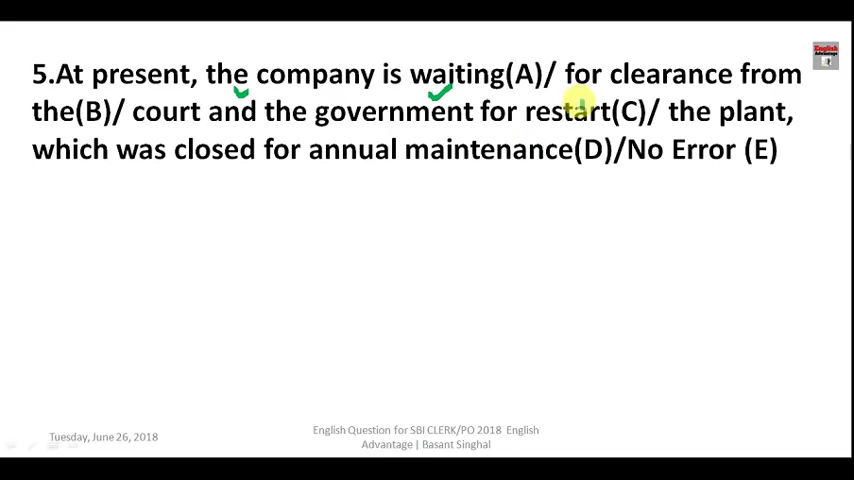 English
Advantage
5.At present, the company is waiting(A)/ for clearance from
the(B)/ court and the government for restart(C)/ the plant,
which was closed for annual maintenance(D)/No Error (E)
Tuesday, June 26, 2018
English Question for SBI CLERK/PO 2018 English
Advantage | Basant Singhal